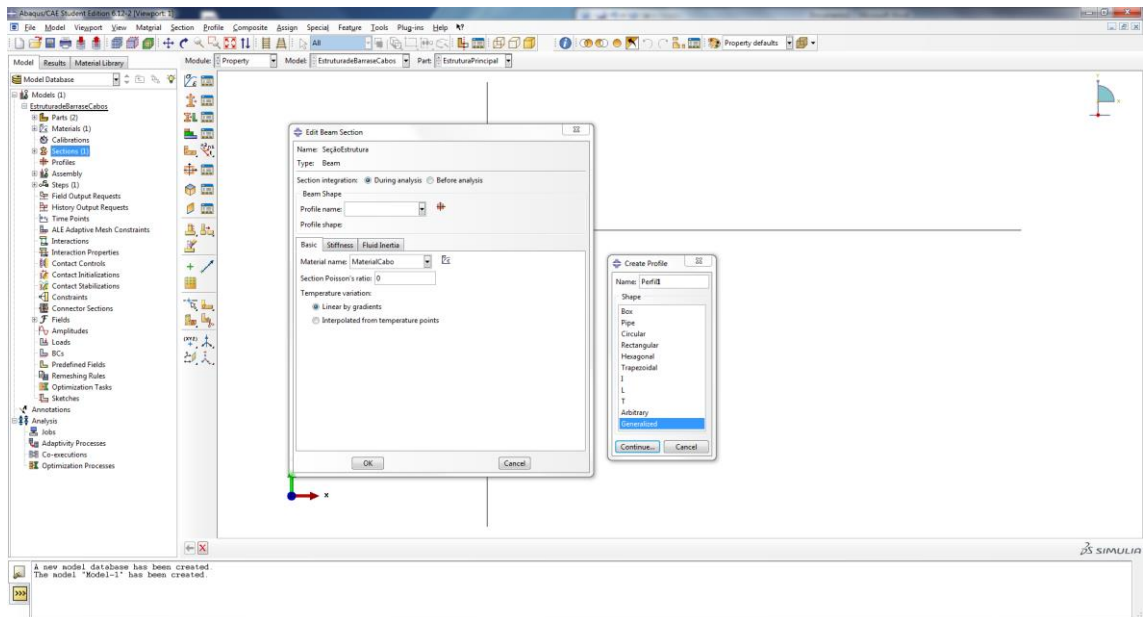 Abaqus/CAE Student Edition 6.12-2 [Viewport: 1]
File Model Viewport View Material Section Profile Composite Assign Special Feature Tools Plug-ins Help
All Property defaults
Model Results Material Library Module: Property Model: EstruturadeBarraseCabos Part: EstruturaPrincipal
Model Database
Models (1)
EstruturadeBarraseCabos
Parts (2)
Materials (1)
Calibrations
Sections (1)
Profiles
Assembly
Steps (1)
Field Output Requests
History Output Requests
Time Points
ALE Adaptive Mesh Constraints
Interactions
Interaction Properties
Contact Controls
Contact Initializations
Contact Stabilizations
Constraints
Connector Sections
Fields
Amplitudes
Loads
BCs
Predefined Fields
Remeshing Rules
Optimization Tasks
Sketches
Annotations
Analysis
Jobs
Adaptivity Processes
Co-executions
Optimization Processes
Edit Beam Section
Name: SeçãoEstrutura
Type: Beam
Section integration: During analysis Before analysis
Beam Shape
Profile name:
Profile shape:
Basic Stiffness Fluid Inertia
Material name: MaterialCabo
Section Poisson's ratio: 0
Temperature variation:
Linear by gradients
Interpolated from temperature points
OK Cancel
Create Profile
Name: Perfil1
Shape
Box
Pipe
Circular
Rectangular
Hexagonal
Trapezoidal
I
L
T
Arbitrary
Generalized
Continue... Cancel
x
SIMULIA
A new model database has been created.
The model "Model-1" has been created.
>>>